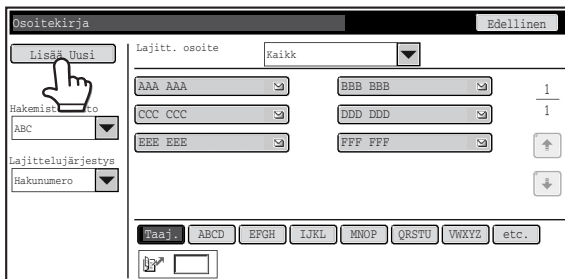 Osoitekirja
Edellinen
Lisää Uusi
Lajitt. osoite
Kaikk
AAA AAA
BBB BBB
1
1
CCC CCC
DDD DDD
EEE EEE
FFF FFF
ABC
Lajittelujärjestys
Hakunumero
Taaj.
ABCD
EFGH
IJKL
MNOP
QRSTU
VWXYZ
etc.